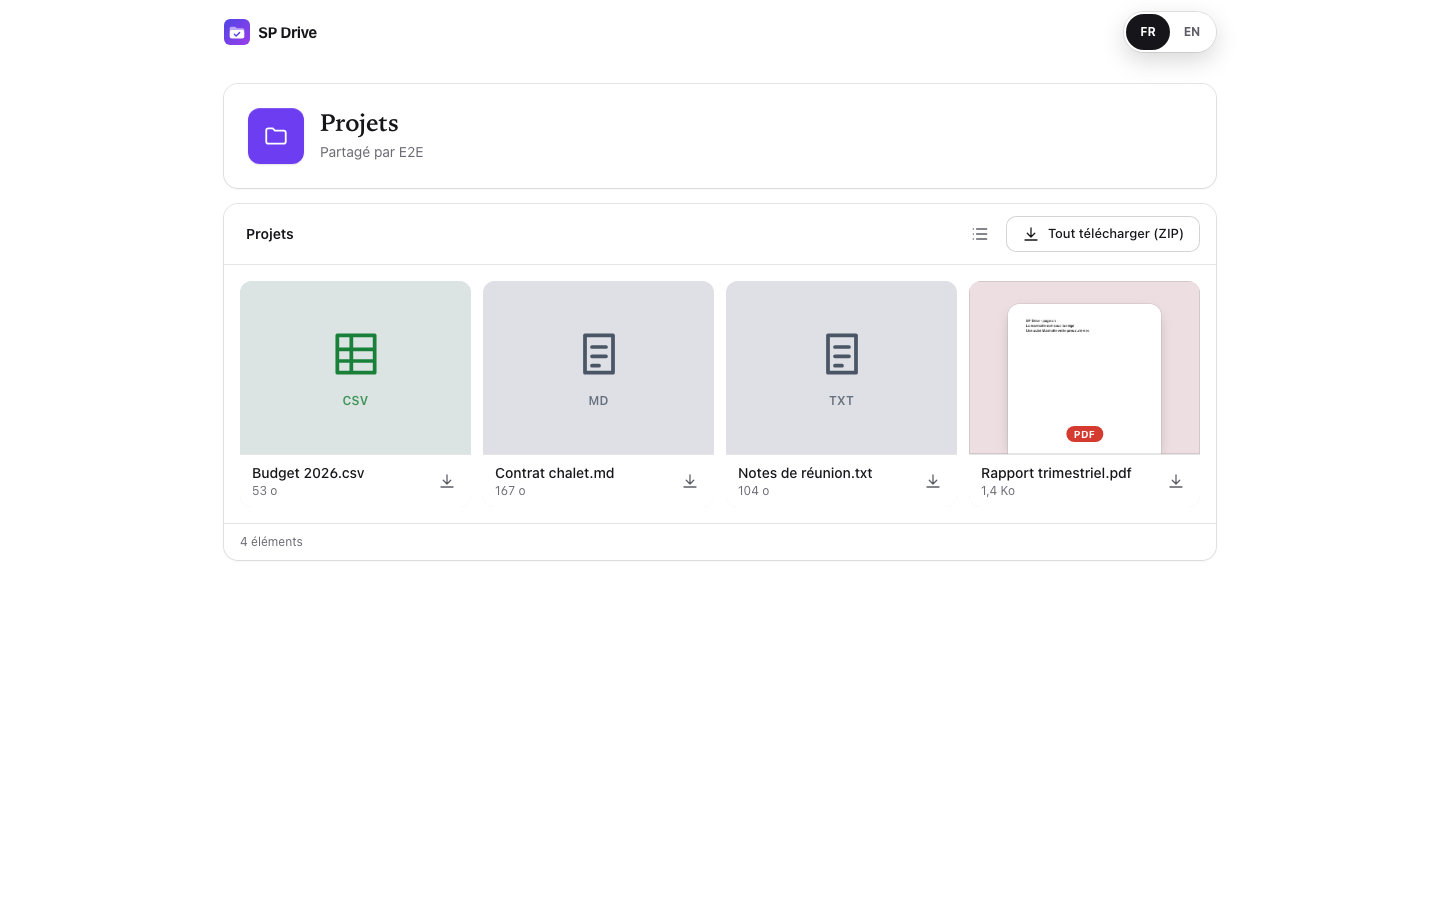 SP Drive
FR
EN
Projets
Partagé par E2E
Projets
Tout télécharger (ZIP)
CSV
MD
TXT
PDF
Budget 2026.csv
53 o
Contrat chalet.md
167 o
Notes de réunion.txt
104 o
Rapport trimestriel.pdf
1,4 Ko
4 éléments